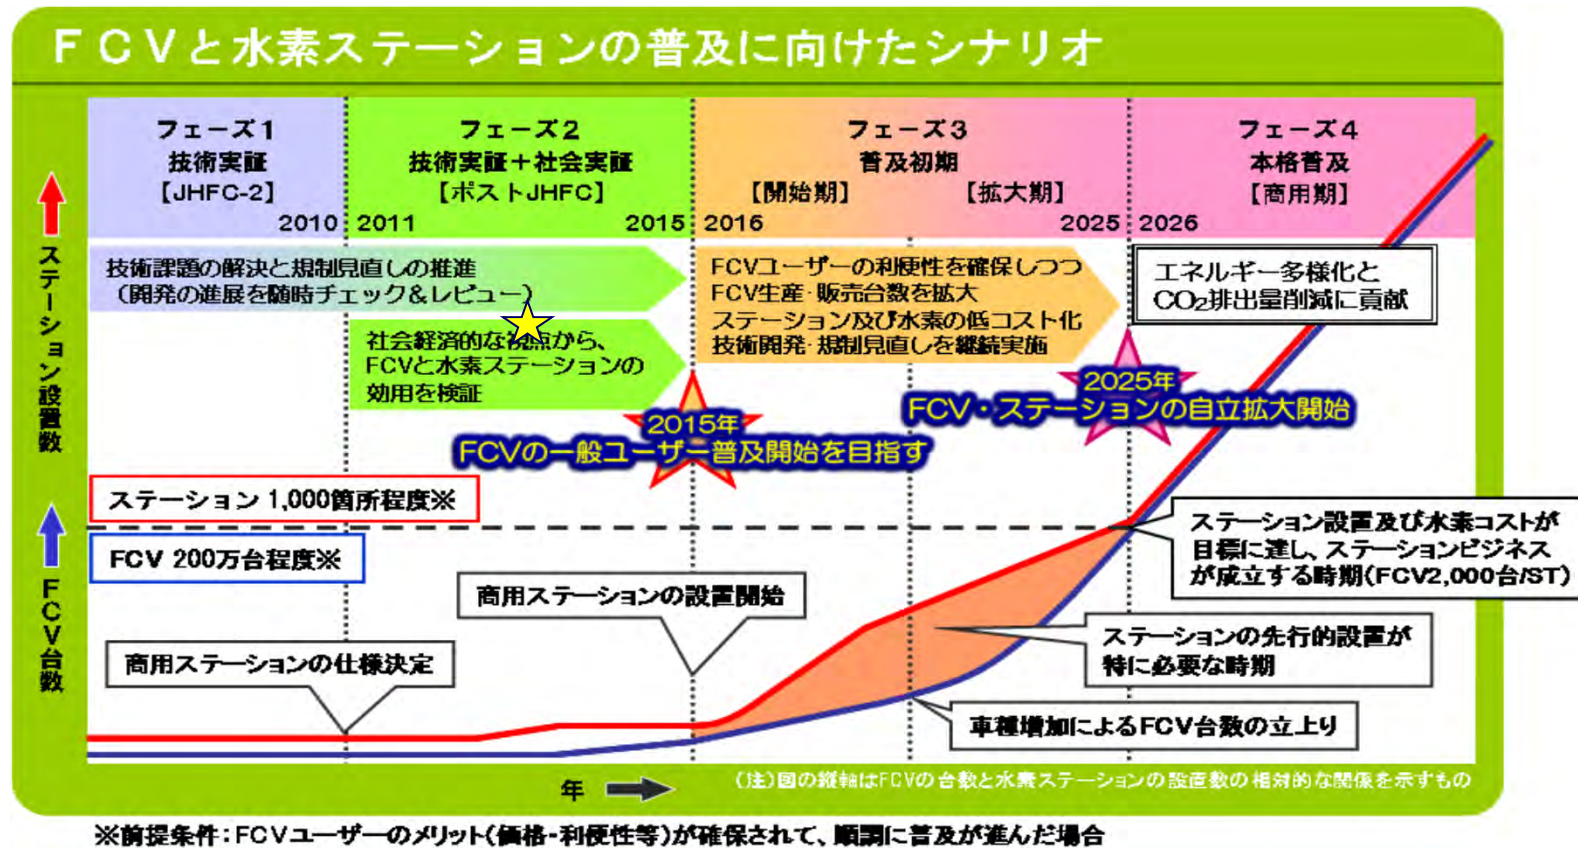 FCVと水素ステーションの普及に向けたシナリオ
フェーズ1
技術実証
【JHFC-2】
2010
フェーズ2
技術実証＋社会実証
【ポストJHFC】
2011
2015
フェーズ3
普及初期
【開始期】
【拡大期】
2016
2025
フェーズ4
本格普及
【商用期】
2026
ステーション設置数
FCV台数
技術課題の解決と規制見直しの推進
（開発の進展を随時チェック＆レビュー）
社会経済的な視点から、
FCVと水素ステーションの
効用を検証
FCVユーザーの利便性を確保しつつ
FCV生産・販売台数を拡大
ステーション及び水素の低コスト化
技術開発・規制見直しを継続実施
エネルギー多様化と
CO₂排出量削減に貢献
2015年
FCVの一般ユーザー普及開始を目指す
2025年
FCV・ステーションの自立拡大開始
ステーション 1,000箇所程度※
FCV 200万台程度※
商用ステーションの仕様決定
商用ステーションの設置開始
ステーション設置及び水素コストが
目標に達し、ステーションビジネス
が成立する時期(FCV2,000台/ST)
ステーションの先行的設置が
特に必要な時期
車種増加によるFCV台数の立上り
年
（注）図の縦軸はFCVの台数と水素ステーションの設置数の相対的な関係を示すもの
※前提条件：FCVユーザーのメリット(価格・利便性等)が確保されて、順調に普及が進んだ場合